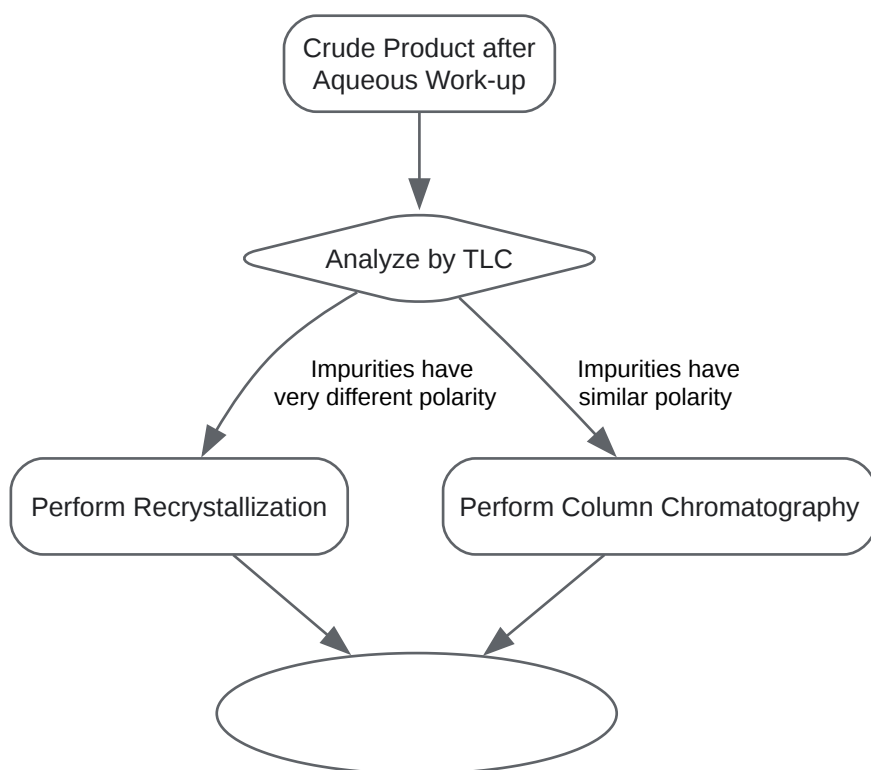 Crude Product after
Aqueous Work-up
Analyze by TLC
Impurities have
very different polarity
Impurities have
similar polarity
Perform Recrystallization
Perform Column Chromatography